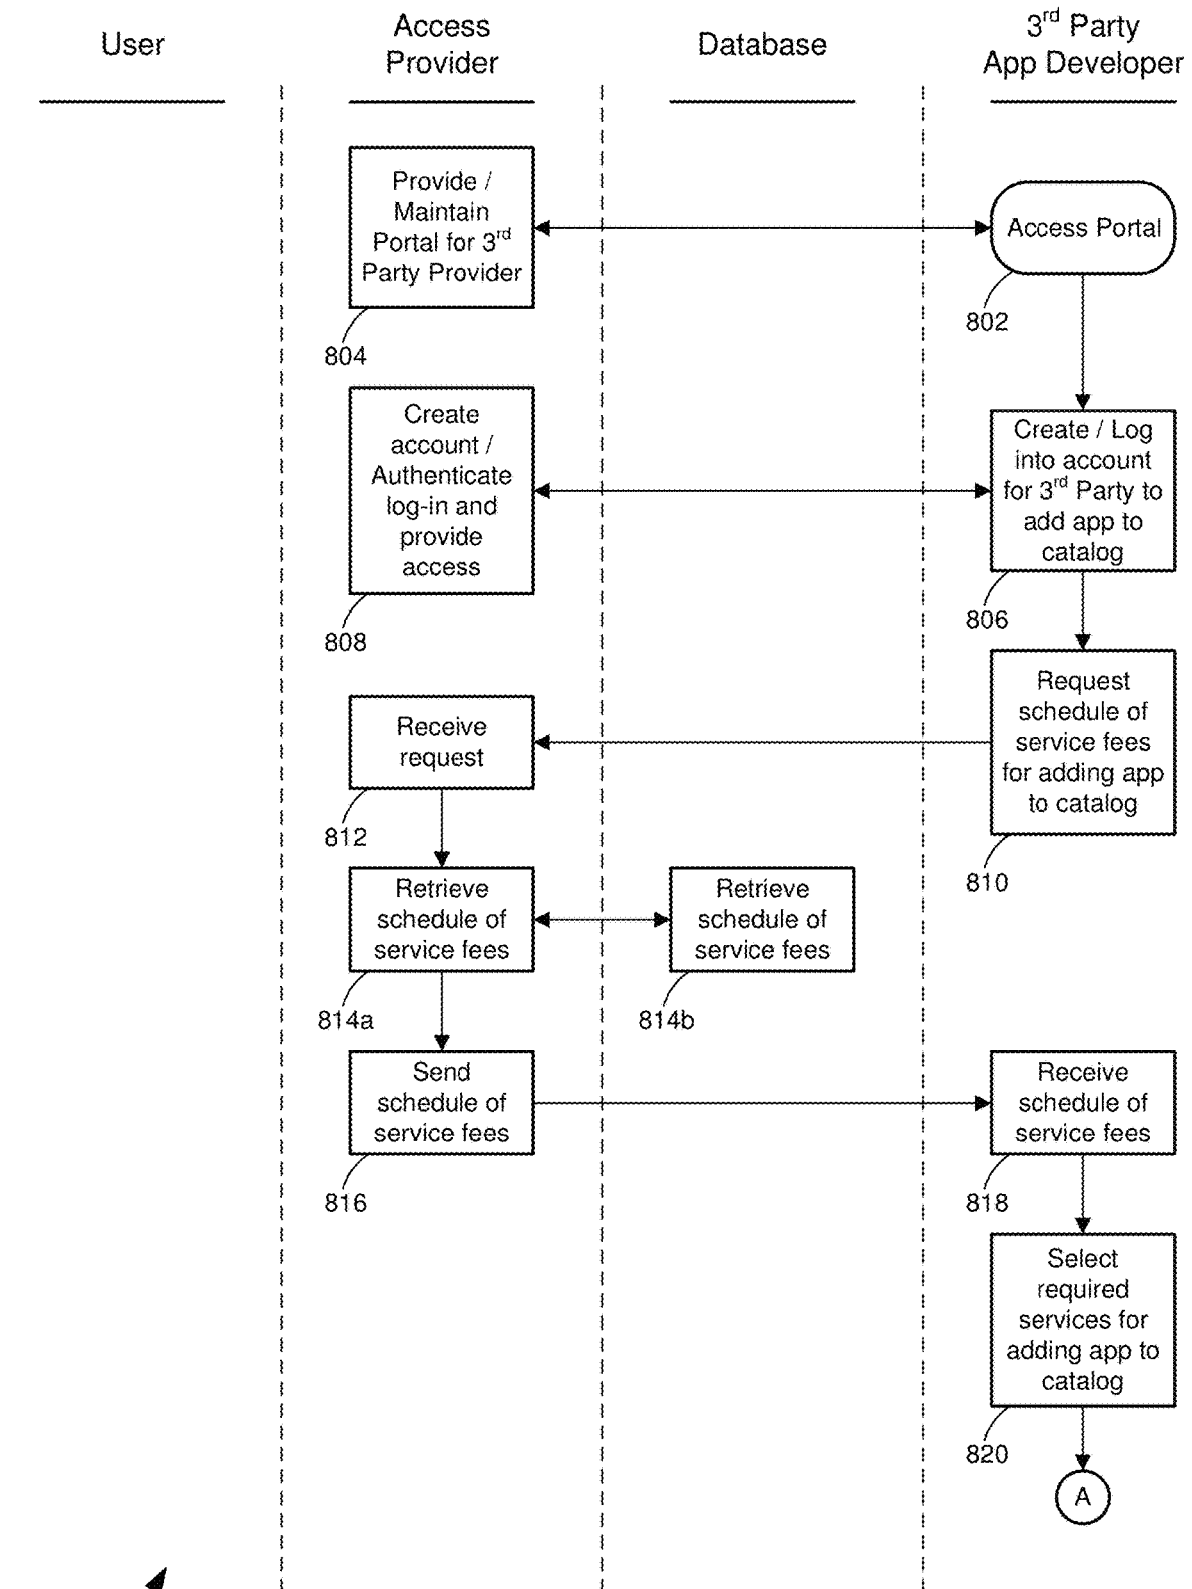 User
Access
Provider
Database
3rd Party
App Developer
Provide /
Maintain
Portal for 3rd
Party Provider
804
Access Portal
802
Create
account /
Authenticate
log-in and
provide
access
808
Create / Log
into account
for 3rd Party to
add app to
catalog
806
Request
schedule of
service fees
for adding app
to catalog
810
Receive
request
812
Retrieve
schedule of
service fees
814a
Retrieve
schedule of
service fees
814b
Send
schedule of
service fees
816
Receive
schedule of
service fees
818
Select
required
services for
adding app to
catalog
820
A